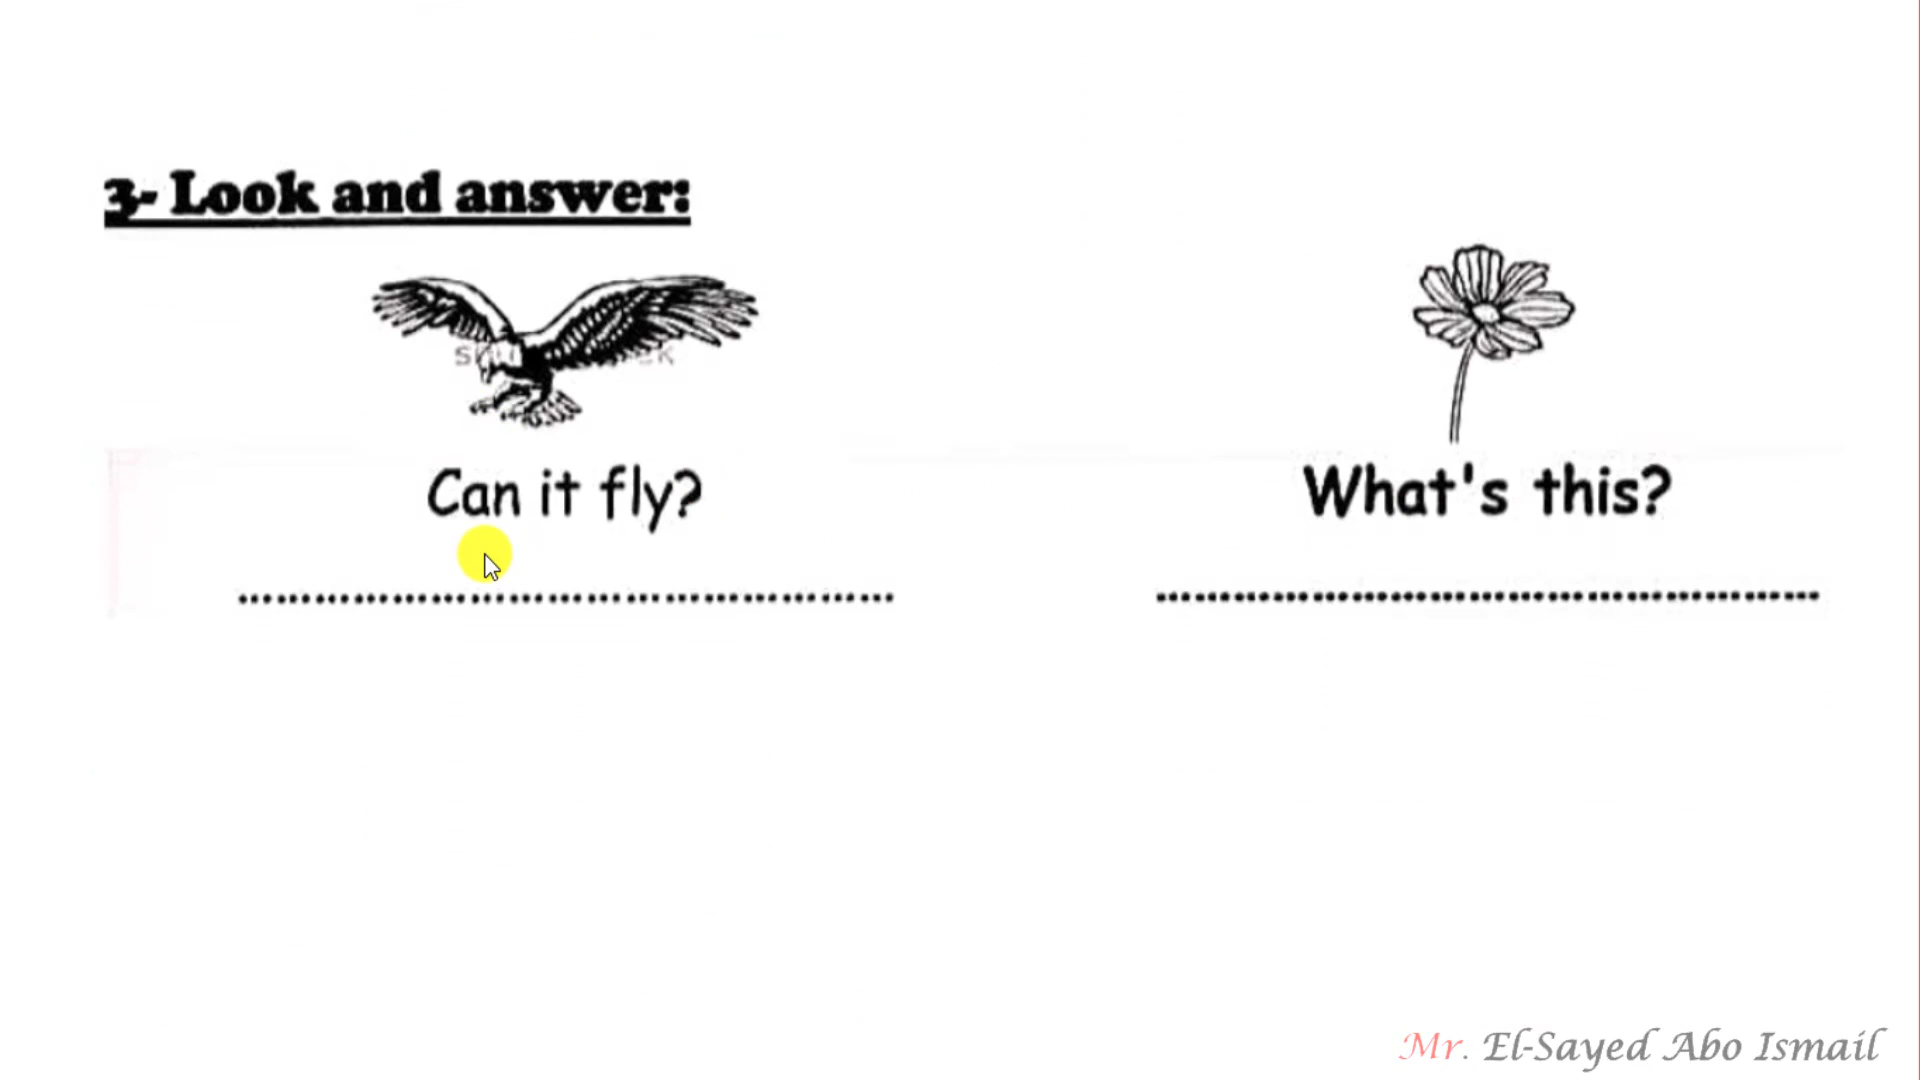 3- Look and answer:
Can it fly?
What's this?
........................................................
........................................................
Mr. El-Sayed Abo Ismail